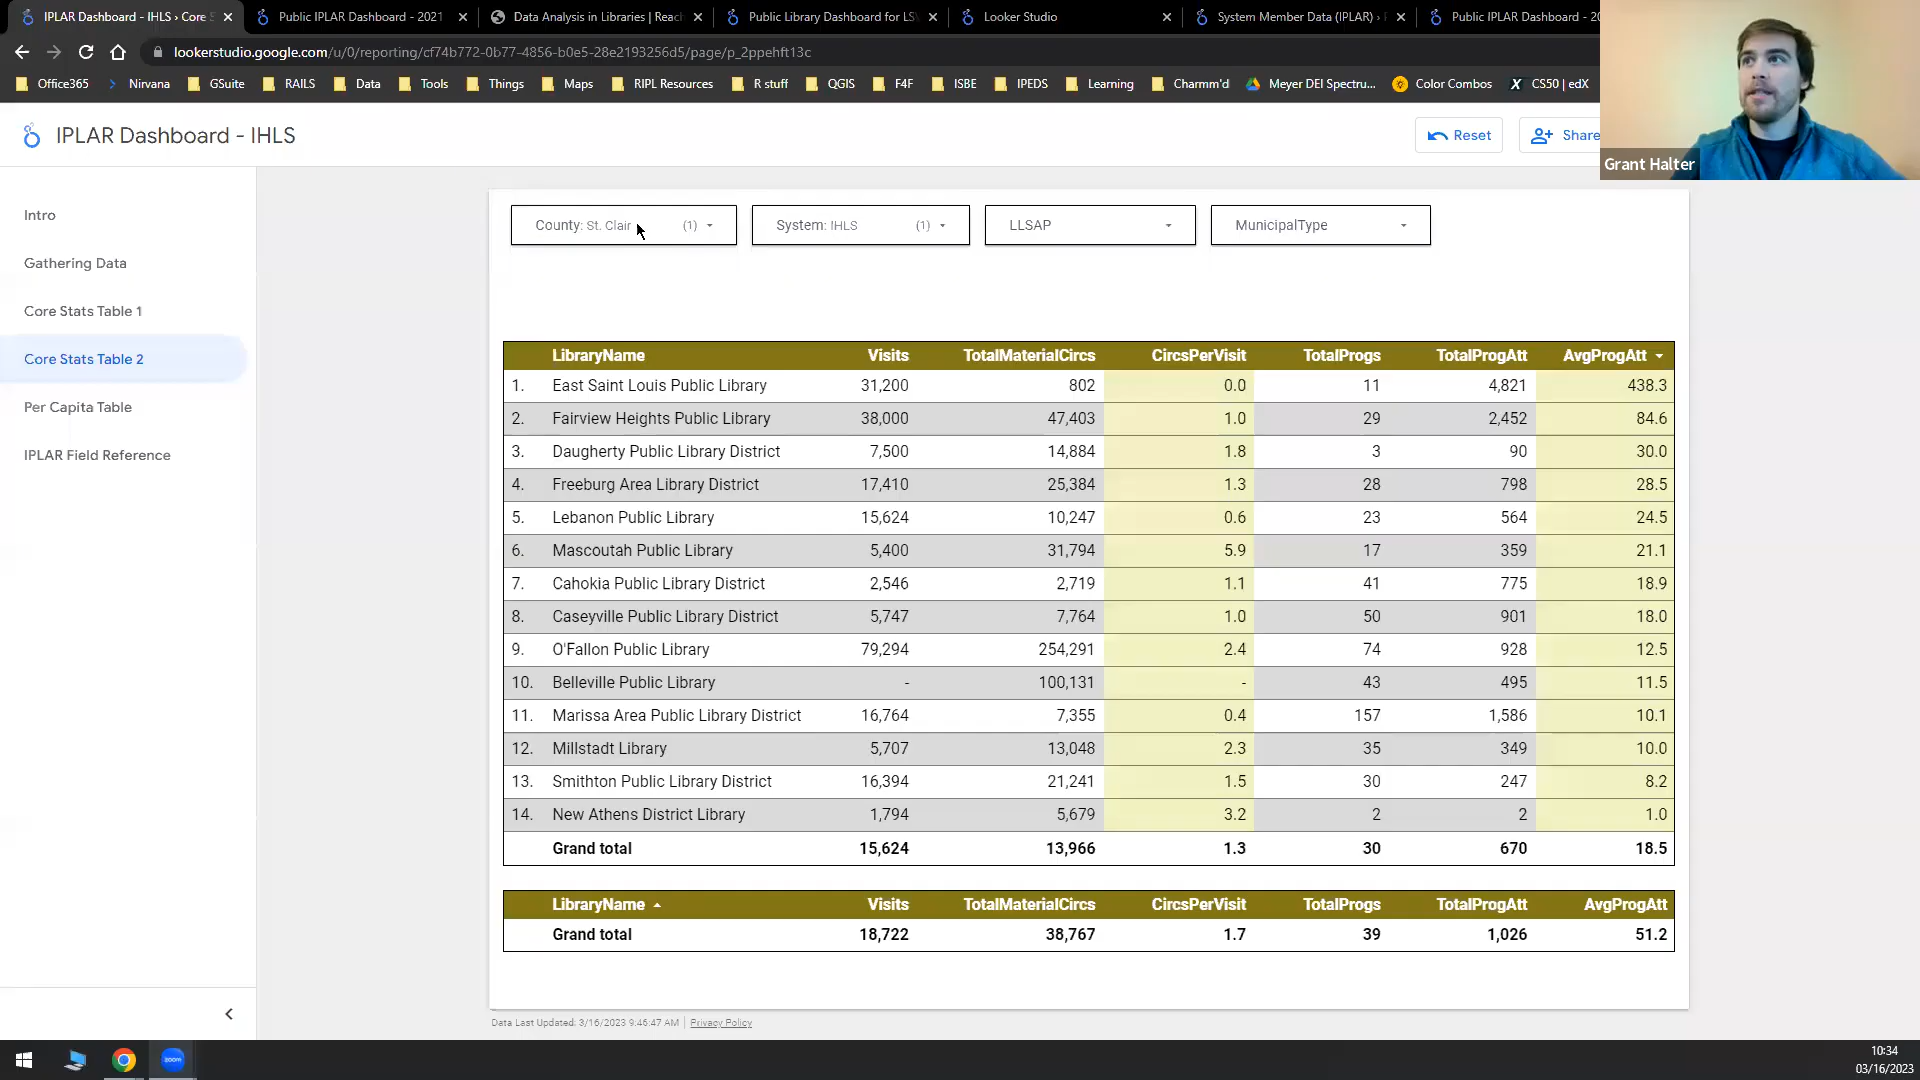 IPLAR Dashboard - IHLS › Core S
Public IPLAR Dashboard - 2021
Data Analysis in Libraries | Reach
Public Library Dashboard for LS
Looker Studio
System Member Data (IPLAR) ›
Public IPLAR Dashboard - 20
lookerstudio.google.com/u/0/reporting/cf74b772-0b77-4856-b0e5-28e2193256d5/page/p_2ppehft13c
Office365 Nirvana GSuite RAILS Data Tools Things Maps RIPL Resources R stuff QGIS F4F ISBE IPEDS Learning Charmm'd Meyer DEI Spectru... Color Combos CS50 | edX
IPLAR Dashboard - IHLS
Reset
Share
Grant Halter
Intro
Gathering Data
Core Stats Table 1
Core Stats Table 2
Per Capita Table
IPLAR Field Reference
County: St. Clair (1) System: IHLS (1) LLSAP MunicipalType
LibraryName Visits TotalMaterialCircs CircsPerVisit TotalProgs TotalProgAtt AvgProgAtt
1. East Saint Louis Public Library 31,200 802 0.0 11 4,821 438.3
2. Fairview Heights Public Library 38,000 47,403 1.0 29 2,452 84.6
3. Daugherty Public Library District 7,500 14,884 1.8 3 90 30.0
4. Freeburg Area Library District 17,410 25,384 1.3 28 798 28.5
5. Lebanon Public Library 15,624 10,247 0.6 23 564 24.5
6. Mascoutah Public Library 5,400 31,794 5.9 17 359 21.1
7. Cahokia Public Library District 2,546 2,719 1.1 41 775 18.9
8. Caseyville Public Library District 5,747 7,764 1.0 50 901 18.0
9. O'Fallon Public Library 79,294 254,291 2.4 74 928 12.5
10. Belleville Public Library - 100,131 - 43 495 11.5
11. Marissa Area Public Library District 16,764 7,355 0.4 157 1,586 10.1
12. Millstadt Library 5,707 13,048 2.3 35 349 10.0
13. Smithton Public Library District 16,394 21,241 1.5 30 247 8.2
14. New Athens District Library 1,794 5,679 3.2 2 2 1.0
Grand total 15,624 13,966 1.3 30 670 18.5
LibraryName Visits TotalMaterialCircs CircsPerVisit TotalProgs TotalProgAtt AvgProgAtt
Grand total 18,722 38,767 1.7 39 1,026 51.2
Data Last Updated: 3/16/2023 9:46:47 AM | Privacy Policy
zoom
10:34
03/16/2023